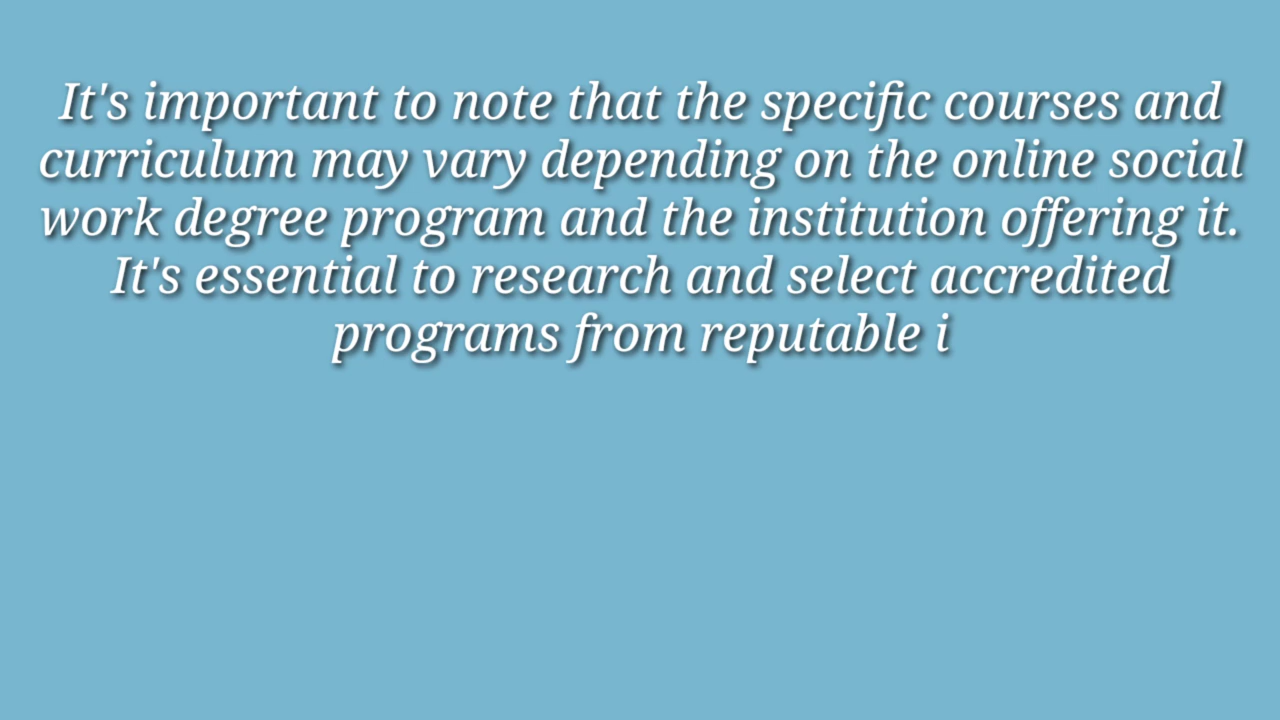 It's important to note that the specific courses and
curriculum may vary depending on the online social
work degree program and the institution offering it.
It's essential to research and select accredited
programs from reputable i